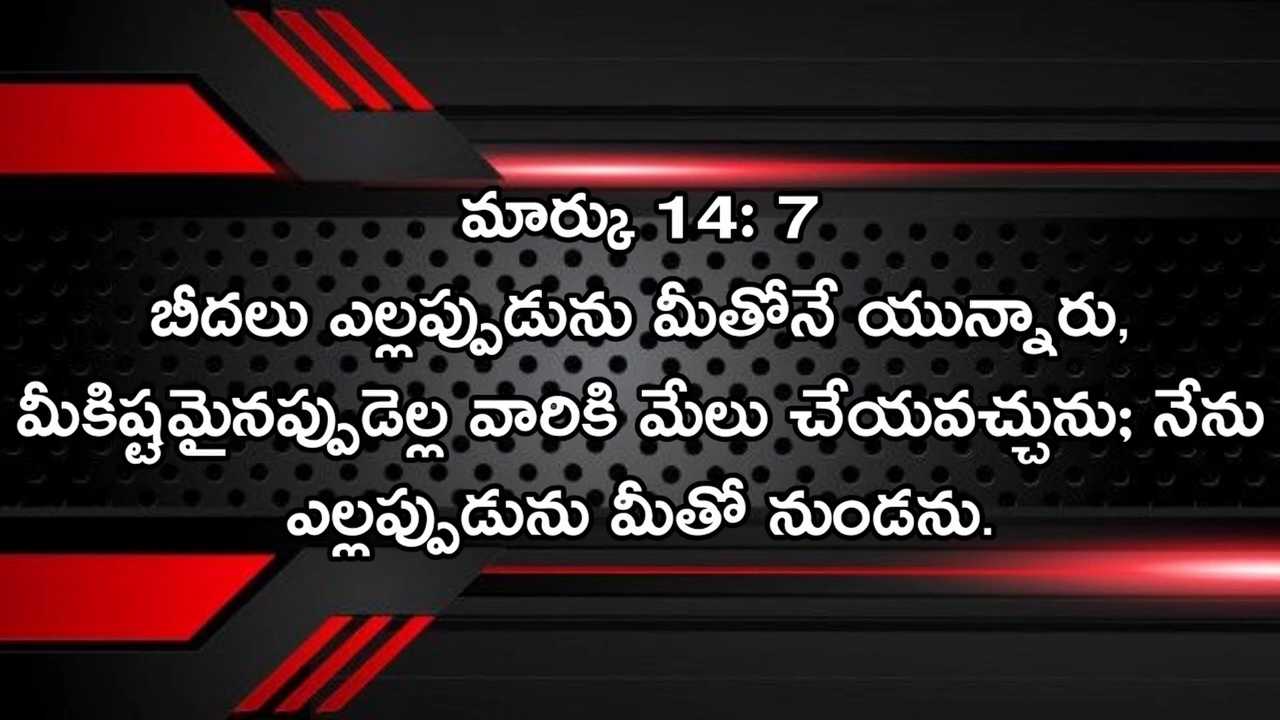 మార్కు 14: 7
బీదలు ఎల్లప్పుడును మీతోనే యున్నారు,
మీకిష్టమైనప్పుడెల్ల వారికి మేలు చేయవచ్చును; నేను
ఎల్లప్పుడును మీతో నుండను.